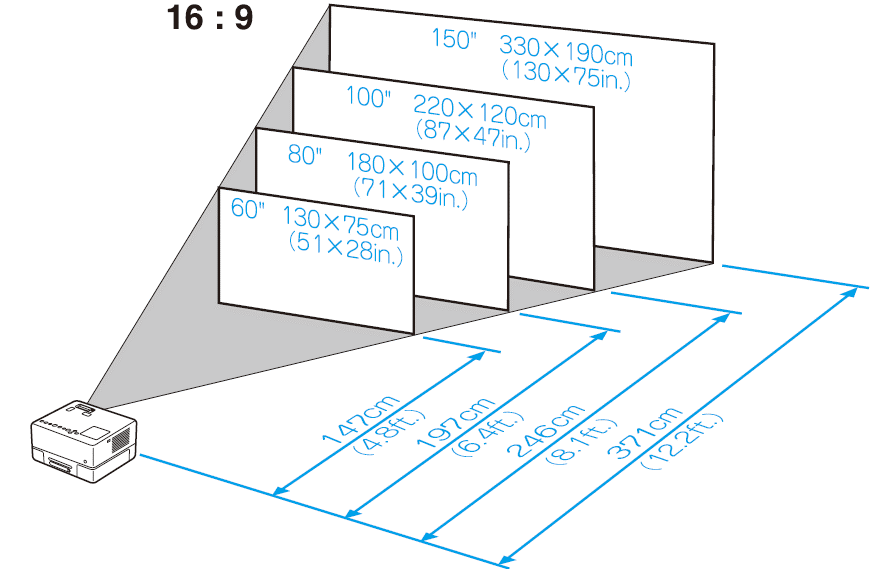 16 : 9
150" 330×190cm
(130×75in.)
100" 220×120cm
(87×47in.)
80" 180×100cm
(71×39in.)
60" 130×75cm
(51×28in.)
147cm
(4.8ft.)
197cm
(6.4ft.)
246cm
(8.1ft.)
371cm
(12.2ft.)